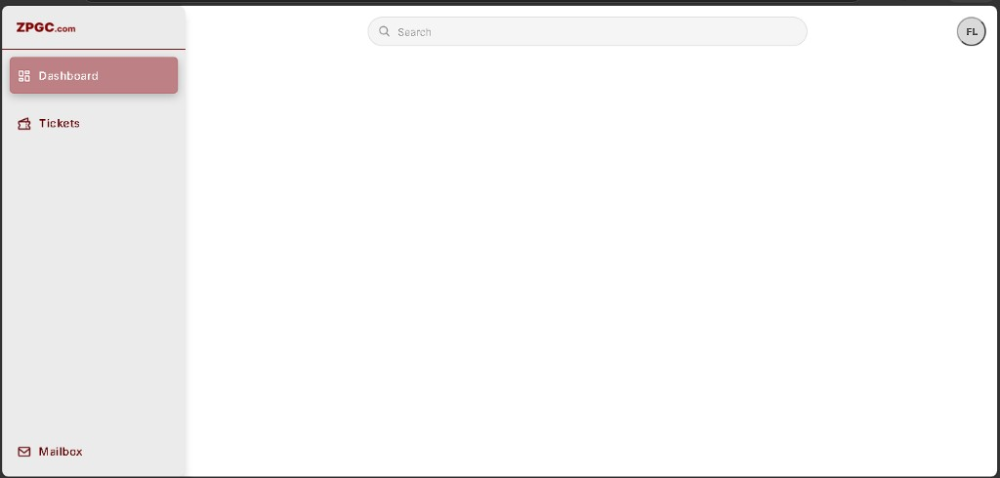 ZPGC.com
Search
FL
Dashboard
Tickets
Mailbox